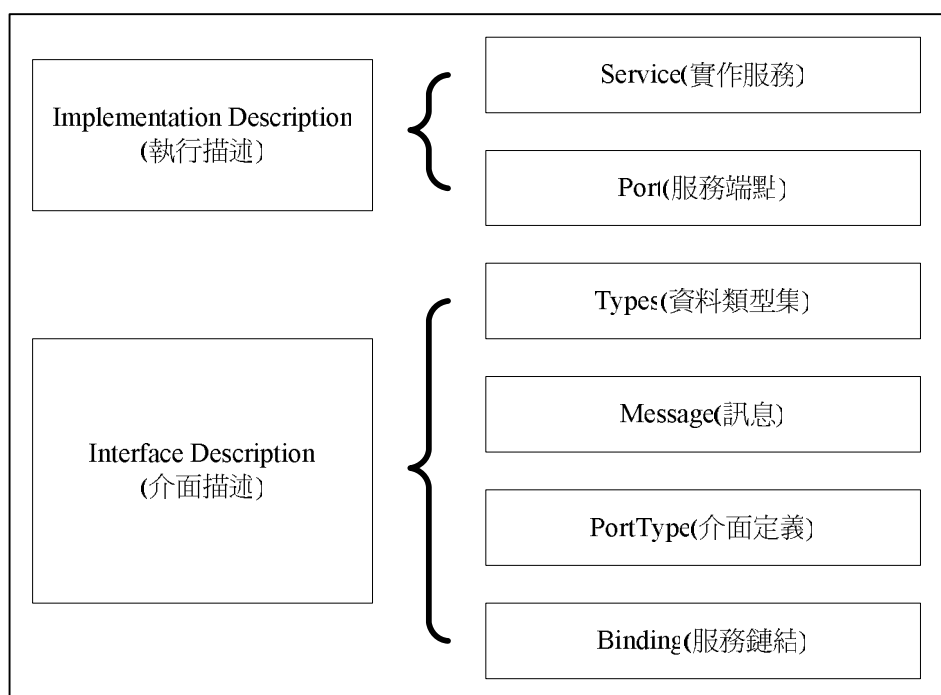 Implementation Description
(執行描述)
Service(實作服務)
Port(服務端點)
Interface Description
(介面描述)
Types(資料類型集)
Message(訊息)
PortType(介面定義)
Binding(服務鏈結)